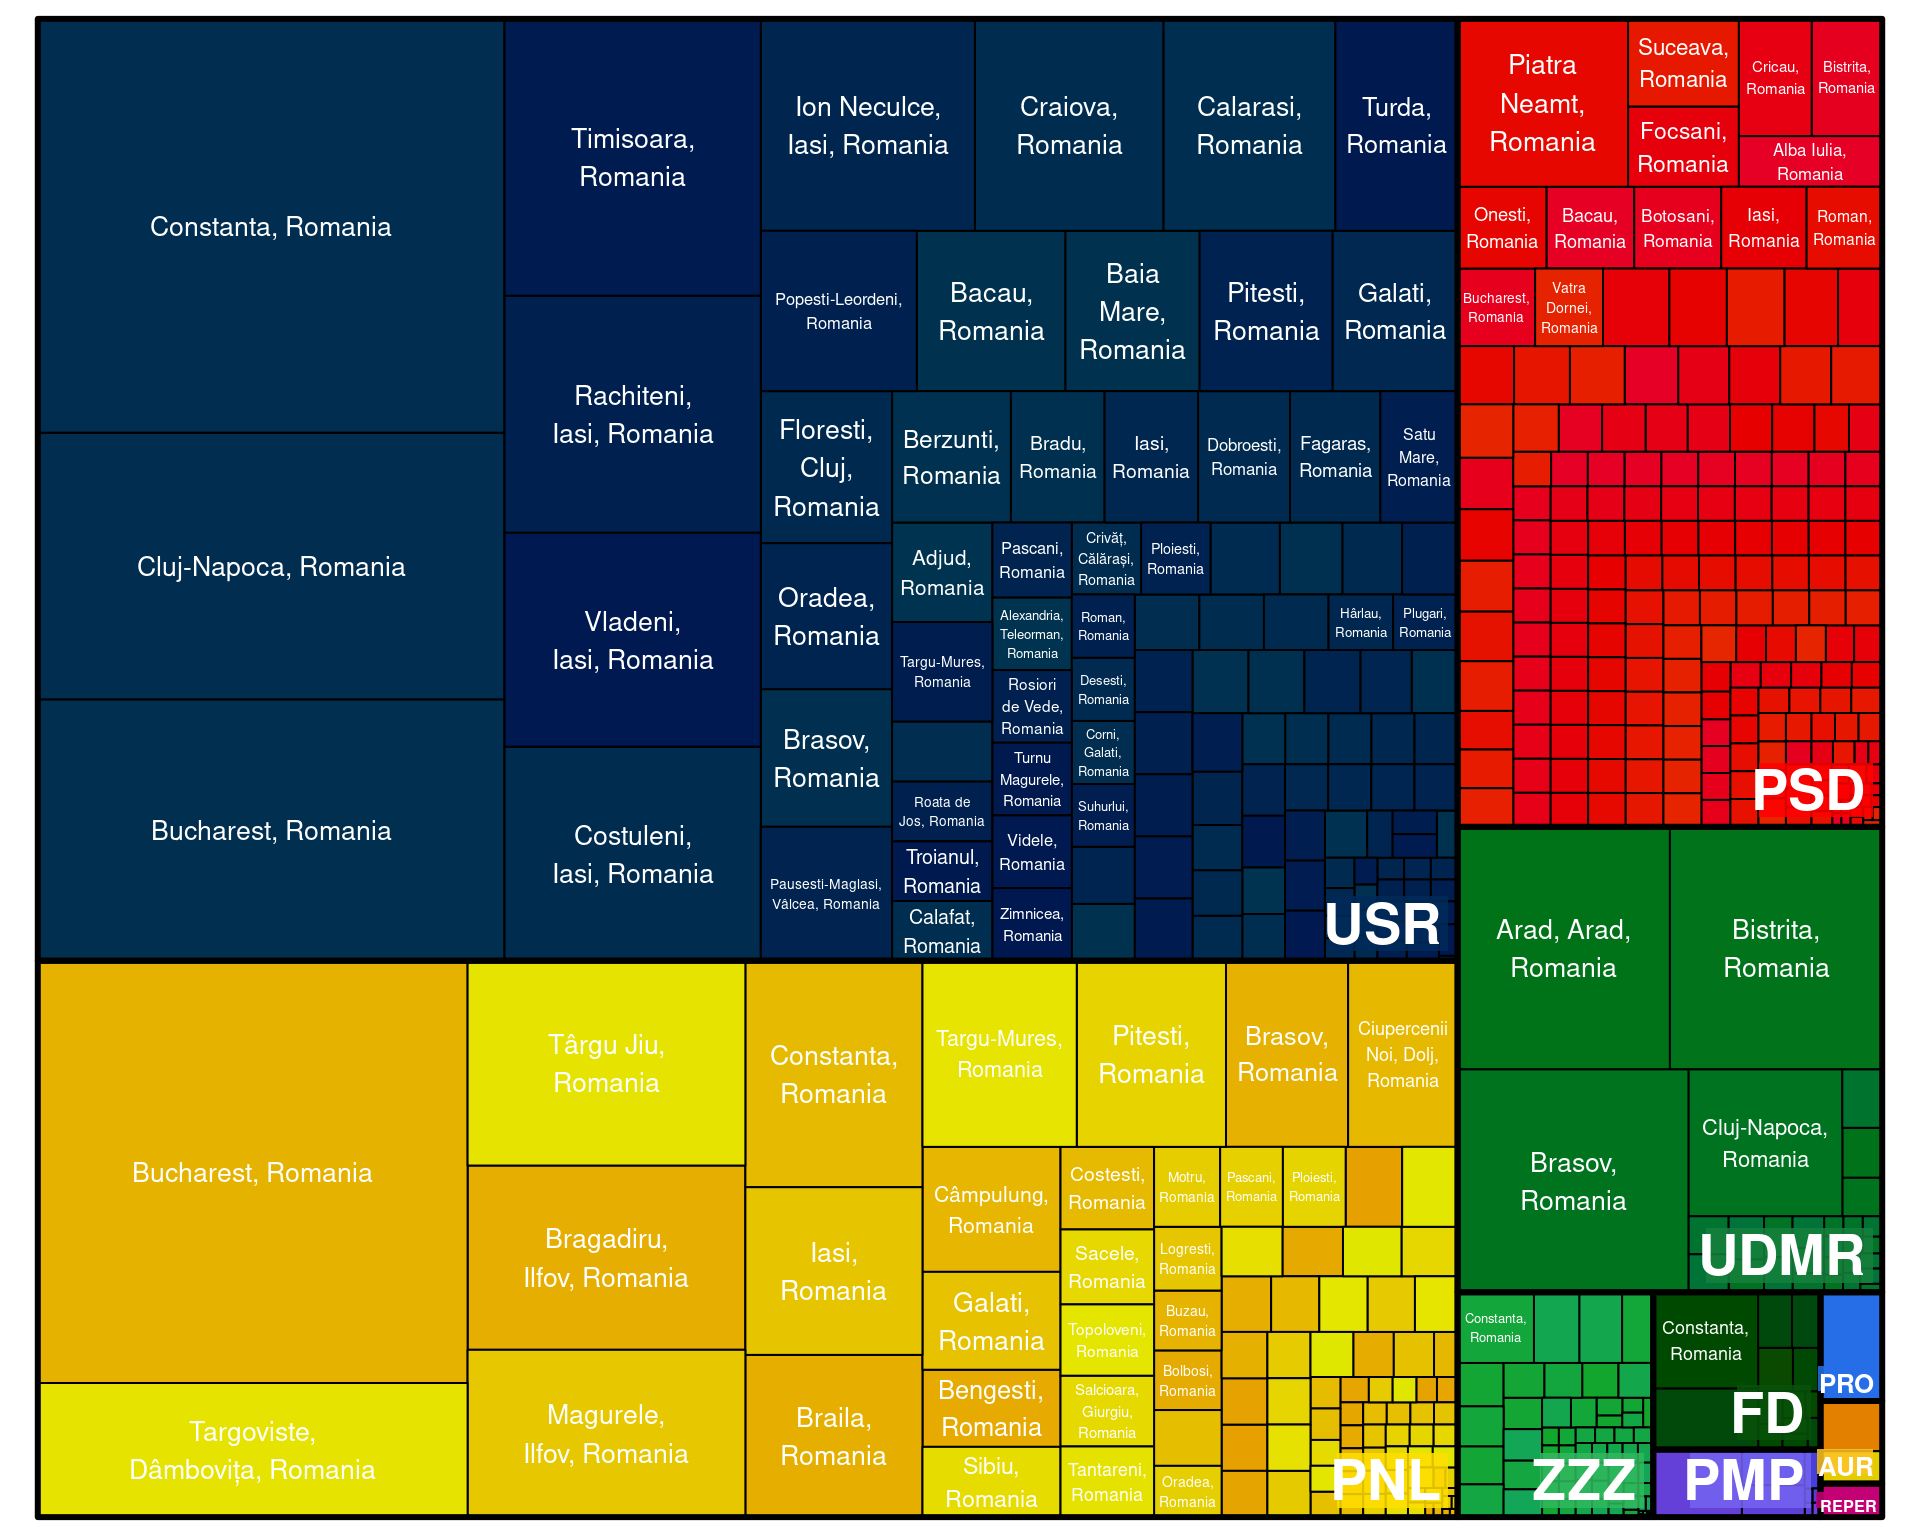 Constanta, Romania
Cluj-Napoca, Romania
Bucharest, Romania
Timisoara,
Romania
Rachiteni,
Iasi, Romania
Vladeni,
Iasi, Romania
Costuleni,
Iasi, Romania
Ion Neculce,
Iasi, Romania
Craiova,
Romania
Calarasi,
Romania
Turda,
Romania
Popesti-Leordeni,
Romania
Bacau,
Romania
Baia
Mare,
Romania
Pitesti,
Romania
Galati,
Romania
Floresti,
Cluj,
Romania
Oradea,
Romania
Brasov,
Romania
Pausesti-Maglasi,
Vâlcea, Romania
Berzunti,
Romania
Bradu,
Romania
Iasi,
Romania
Dobroesti,
Romania
Fagaras,
Romania
Satu
Mare,
Romania
Adjud,
Romania
Targu-Mures,
Romania
Roata de
Jos, Romania
Troianul,
Romania
Calafat,
Romania
Pascani,
Romania
Alexandria,
Teleorman,
Romania
Rosiori
de Vede,
Romania
Turnu
Magurele,
Romania
Videle,
Romania
Zimnicea,
Romania
Crivăț,
Călărași,
Romania
Ploiesti,
Romania
Roman,
Romania
Desesti,
Romania
Corni,
Galati,
Romania
Suhurlui,
Romania
Hârlau,
Romania
Plugari,
Romania
USR
Piatra
Neamt,
Romania
Suceava,
Romania
Focsani,
Romania
Cricau,
Romania
Bistrita,
Romania
Alba Iulia,
Romania
Onesti,
Romania
Bacau,
Romania
Botosani,
Romania
Iasi,
Romania
Roman,
Romania
Bucharest,
Romania
Vatra
Dornei,
Romania
PSD
Bucharest, Romania
Targoviste,
Dâmbovița, Romania
Târgu Jiu,
Romania
Bragadiru,
Ilfov, Romania
Magurele,
Ilfov, Romania
Constanta,
Romania
Iasi,
Romania
Braila,
Romania
Targu-Mures,
Romania
Pitesti,
Romania
Brasov,
Romania
Ciupercenii
Noi, Dolj,
Romania
Câmpulung,
Romania
Galati,
Romania
Bengesti,
Romania
Sibiu,
Romania
Costesti,
Romania
Sacele,
Romania
Topoloveni,
Romania
Salcioara,
Giurgiu,
Romania
Tantareni,
Romania
Motru,
Romania
Pascani,
Romania
Ploiesti,
Romania
Logresti,
Romania
Buzau,
Romania
Bolbosi,
Romania
Oradea,
Romania
PNL
Arad, Arad,
Romania
Bistrita,
Romania
Brasov,
Romania
Cluj-Napoca,
Romania
UDMR
Constanta,
Romania
ZZZ
Constanta,
Romania
FD
PMP
PRO
AUR
REPER